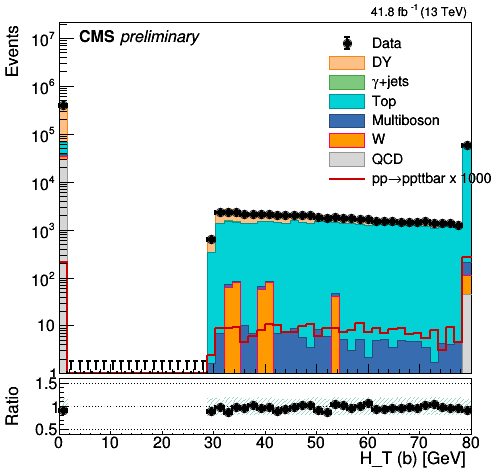 41.8 fb⁻¹ (13 TeV)
Events
CMS preliminary
Data
DY
γ+jets
Top
Multiboson
W
QCD
pp→ppttbar x 1000
10⁷
10⁶
10⁵
10⁴
10³
10²
10
1
Ratio
1.5
1
0.5
0 10 20 30 40 50 60 70 80
H_T (b) [GeV]